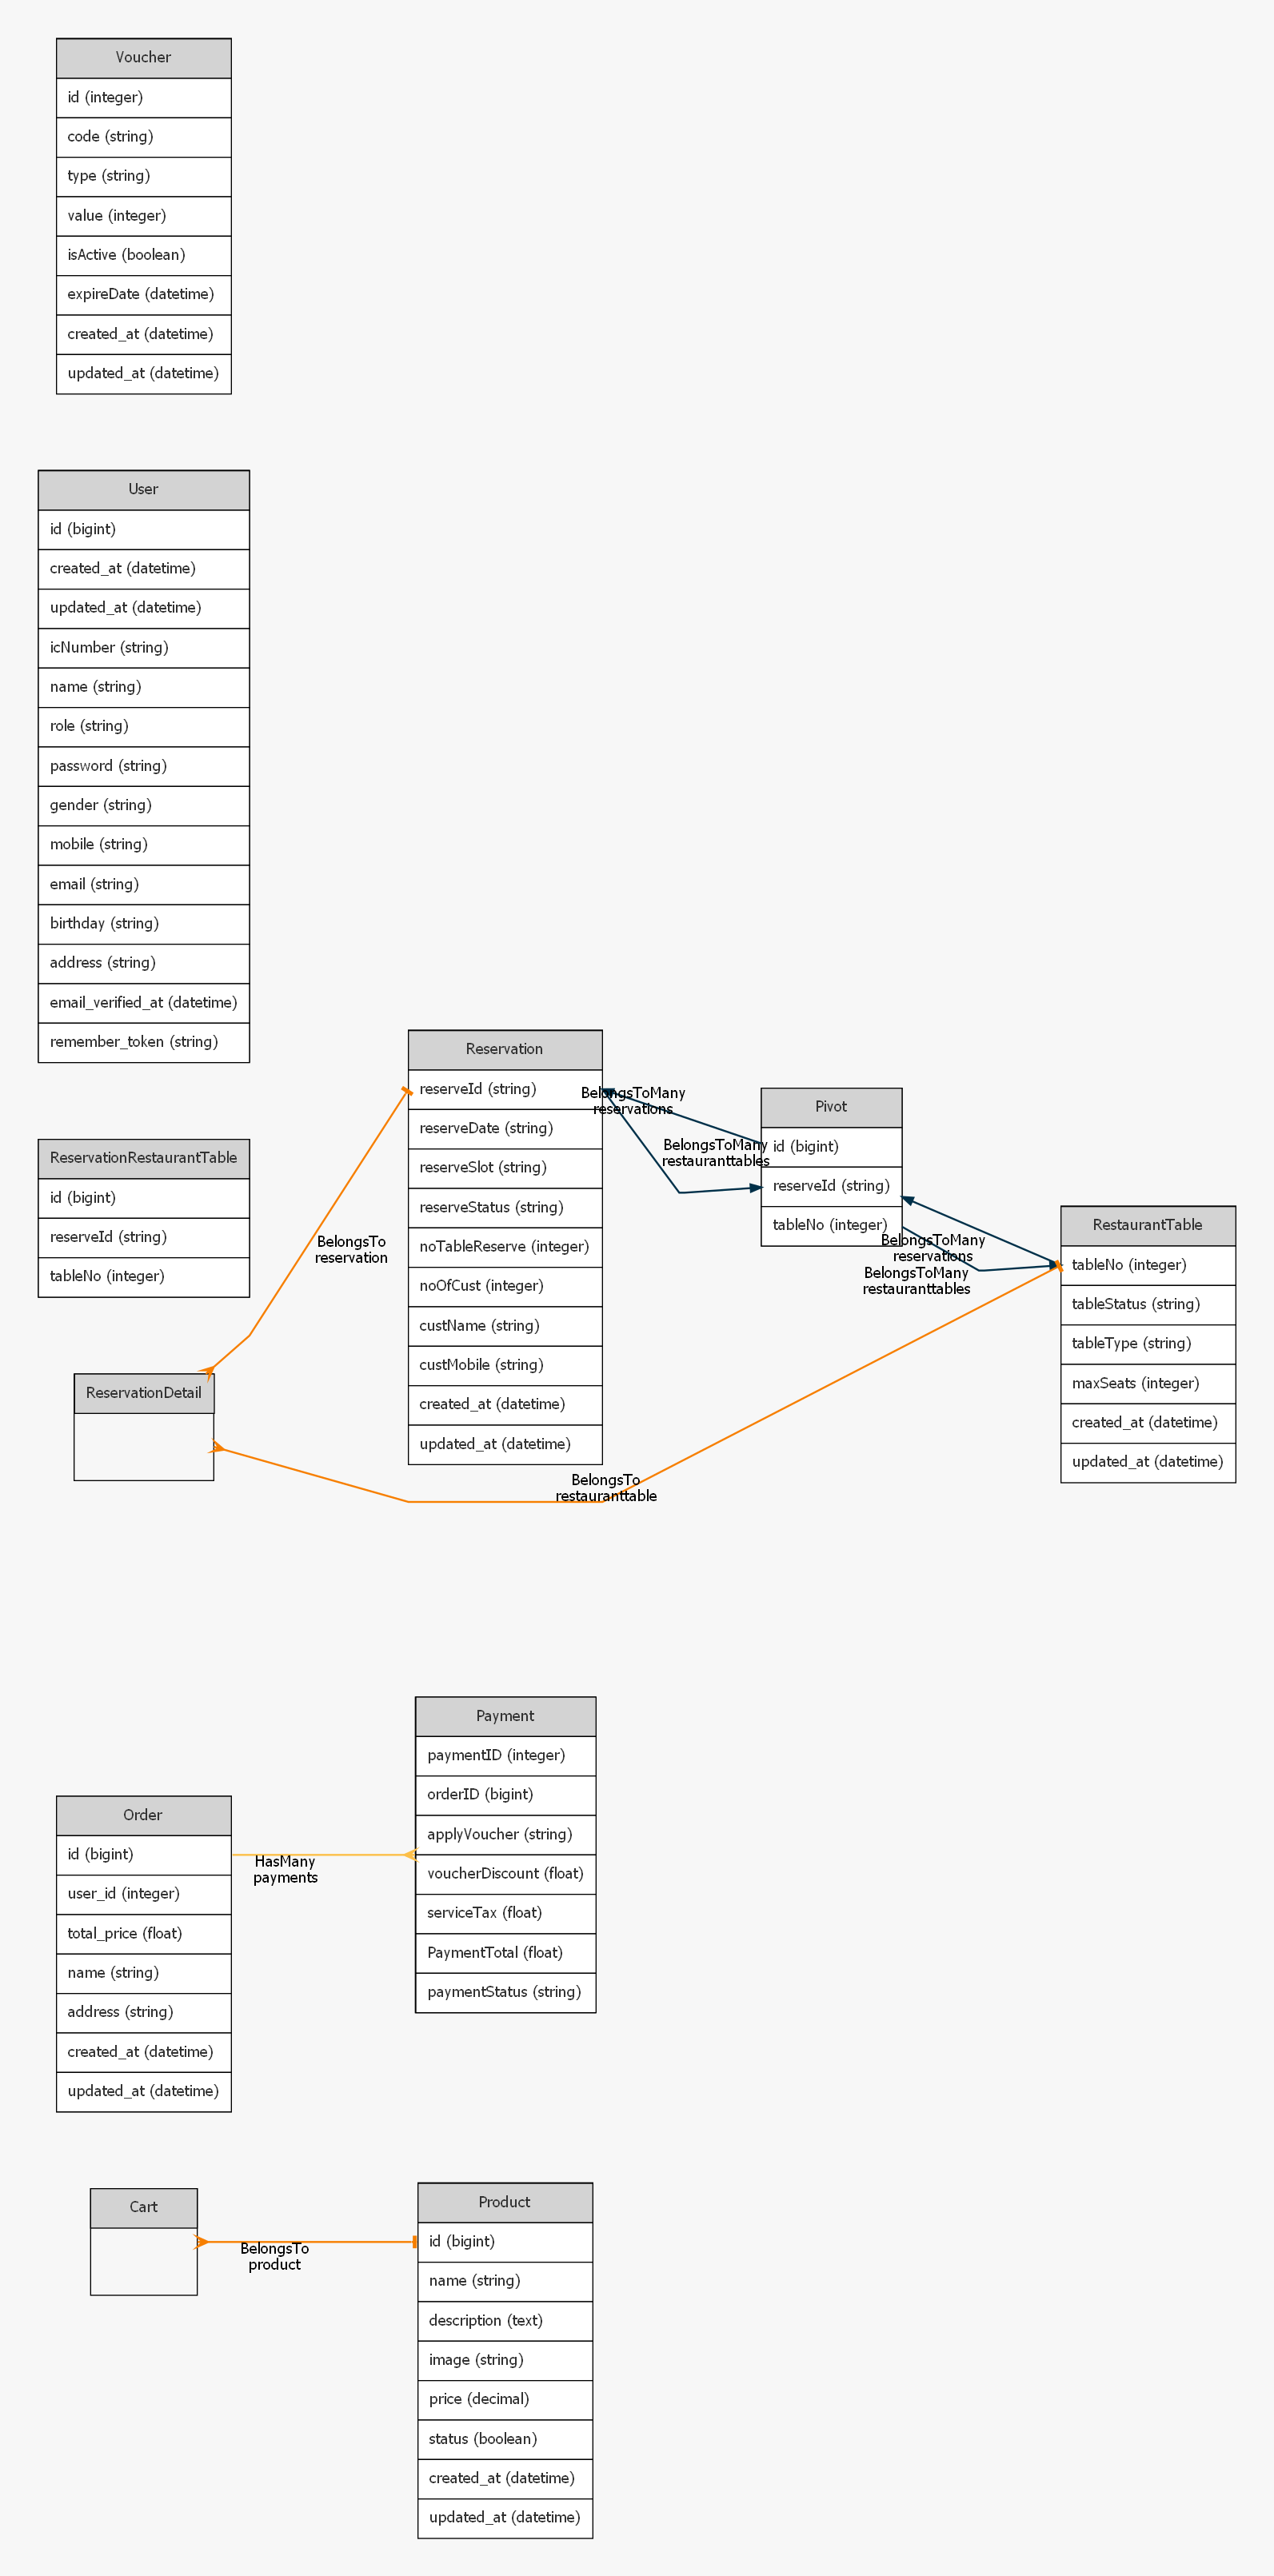 Voucher
id (integer)
code (string)
type (string)
value (integer)
isActive (boolean)
expireDate (datetime)
created_at (datetime)
updated_at (datetime)
User
id (bigint)
created_at (datetime)
updated_at (datetime)
icNumber (string)
name (string)
role (string)
password (string)
gender (string)
mobile (string)
email (string)
birthday (string)
address (string)
email_verified_at (datetime)
remember_token (string)
ReservationRestaurantTable
id (bigint)
reserveId (string)
tableNo (integer)
ReservationDetail
BelongsTo
reservation
Reservation
reserveId (string)
reserveDate (string)
reserveSlot (string)
reserveStatus (string)
noTableReserve (integer)
noOfCust (integer)
custName (string)
custMobile (string)
created_at (datetime)
updated_at (datetime)
BelongsToMany
reservations
BelongsToMany
restauranttables
Pivot
id (bigint)
reserveId (string)
tableNo (integer)
BelongsToMany
reservations
BelongsToMany
restauranttables
RestaurantTable
tableNo (integer)
tableStatus (string)
tableType (string)
maxSeats (integer)
created_at (datetime)
updated_at (datetime)
BelongsTo
restauranttable
Order
id (bigint)
user_id (integer)
total_price (float)
name (string)
address (string)
created_at (datetime)
updated_at (datetime)
HasMany
payments
Payment
paymentID (integer)
orderID (bigint)
applyVoucher (string)
voucherDiscount (float)
serviceTax (float)
PaymentTotal (float)
paymentStatus (string)
Cart
BelongsTo
product
Product
id (bigint)
name (string)
description (text)
image (string)
price (decimal)
status (boolean)
created_at (datetime)
updated_at (datetime)